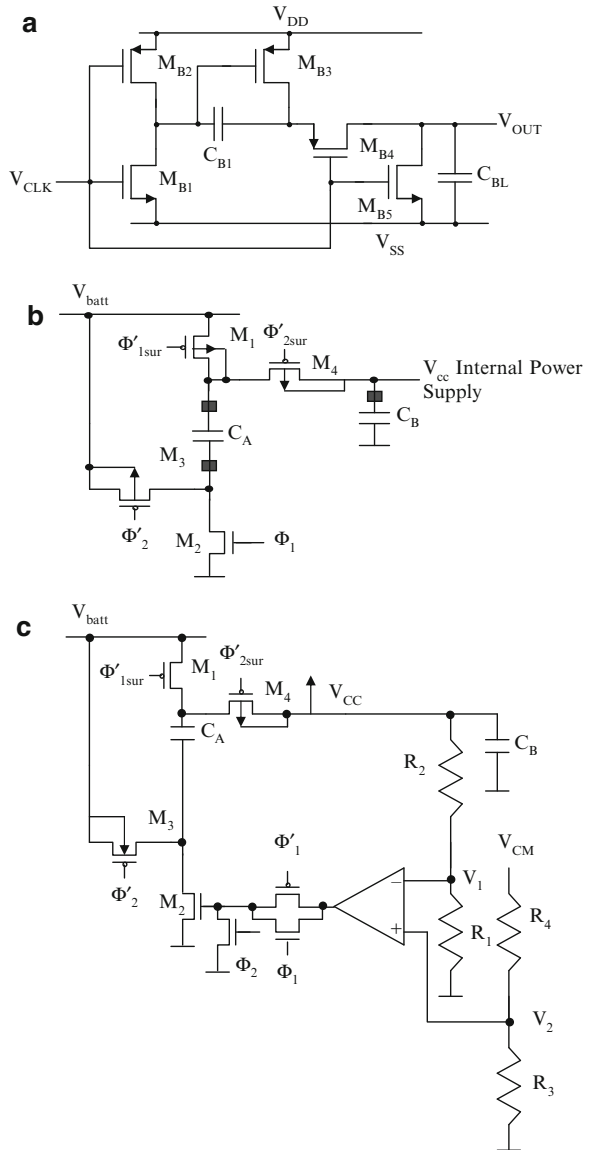 a
V_DD
M_B2
M_B3
C_B1
V_OUT
M_B4
V_CLK
M_B1
M_B5
C_BL
V_SS
b
V_batt
Φ′_1sur
M_1
Φ′_2sur
M_4
V_cc Internal Power
Supply
C_A
C_B
M_3
Φ′_2
M_2
Φ_1
c
V_batt
Φ′_1sur
M_1
Φ′_2sur
M_4
V_CC
C_A
C_B
R_2
M_3
V_CM
Φ′_1
Φ′_2
M_2
−
V_1
+
R_1
R_4
Φ_2
Φ_1
V_2
R_3